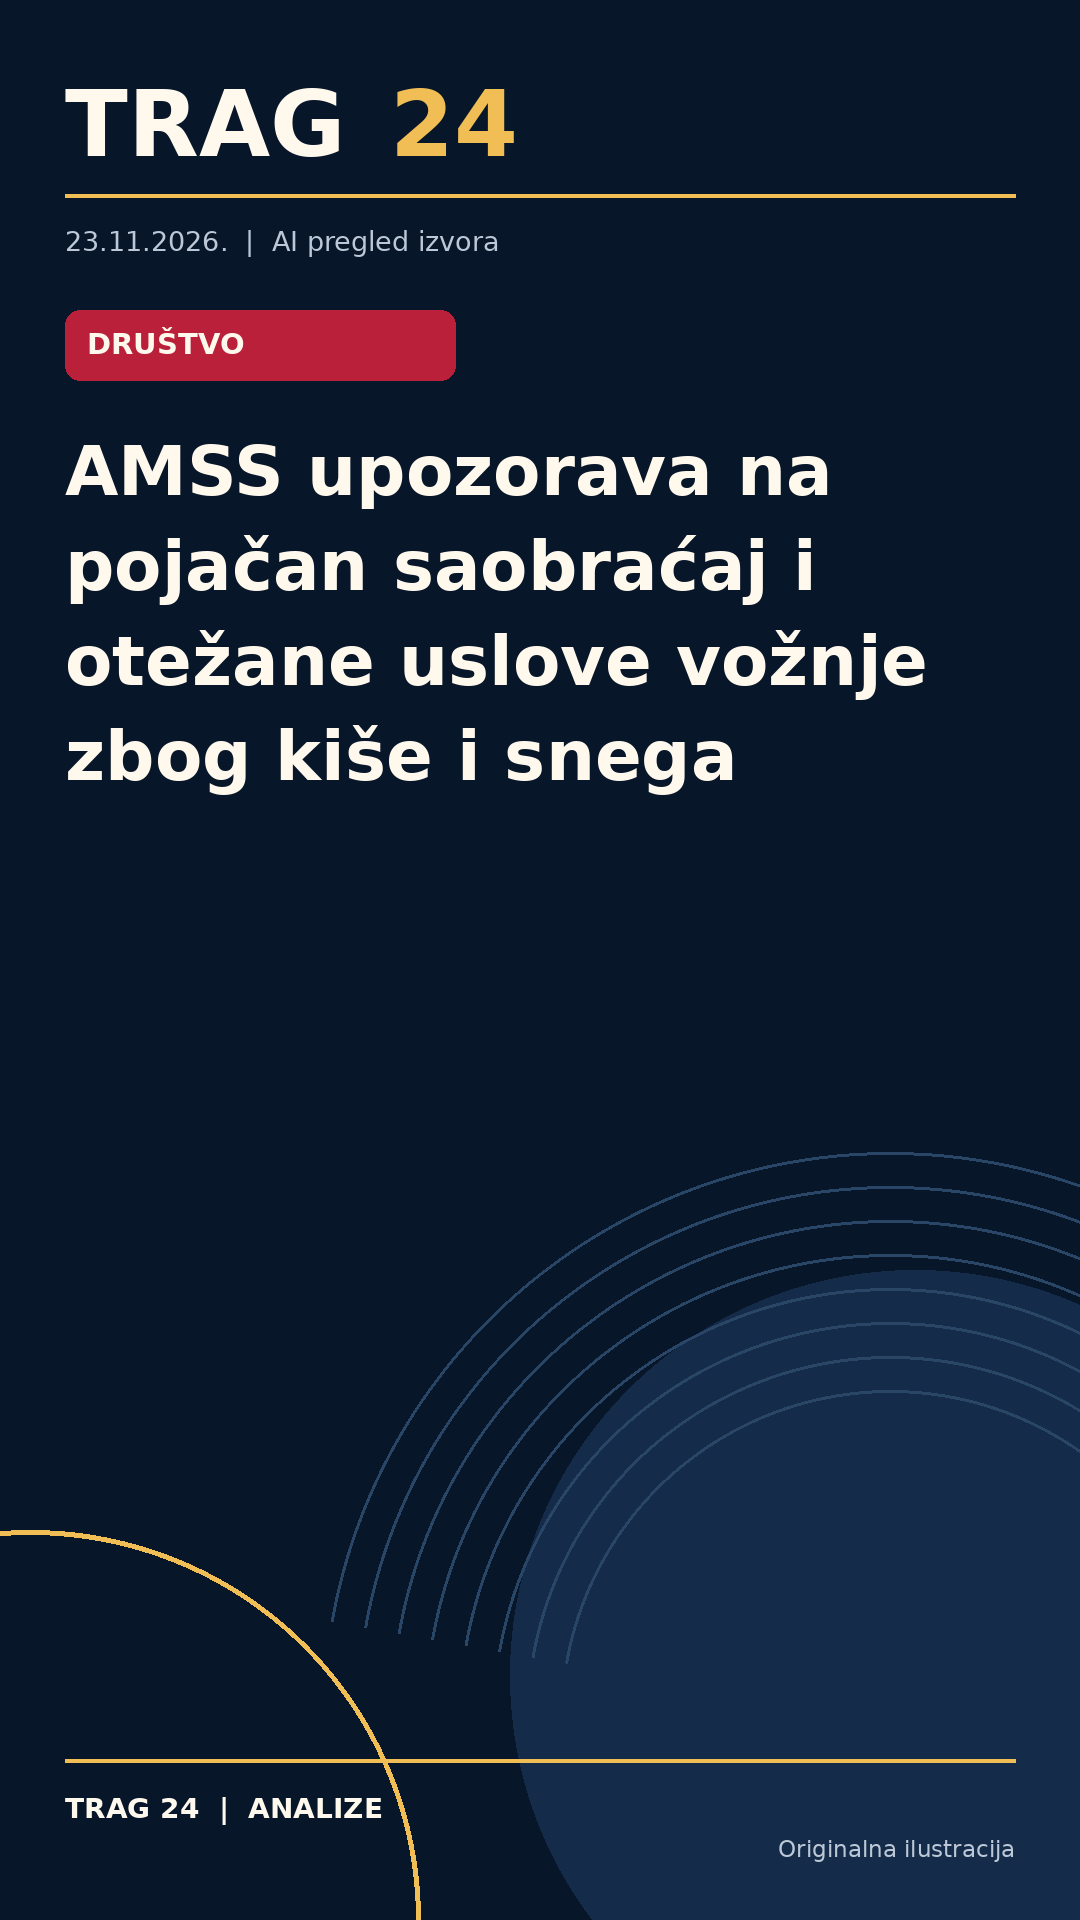 TRAG 24
23.11.2026. | AI pregled izvora
DRUŠTVO
AMSS upozorava na
pojačan saobraćaj i
otežane uslove vožnje
zbog kiše i snega
TRAG 24 | ANALIZE
Originalna ilustracija